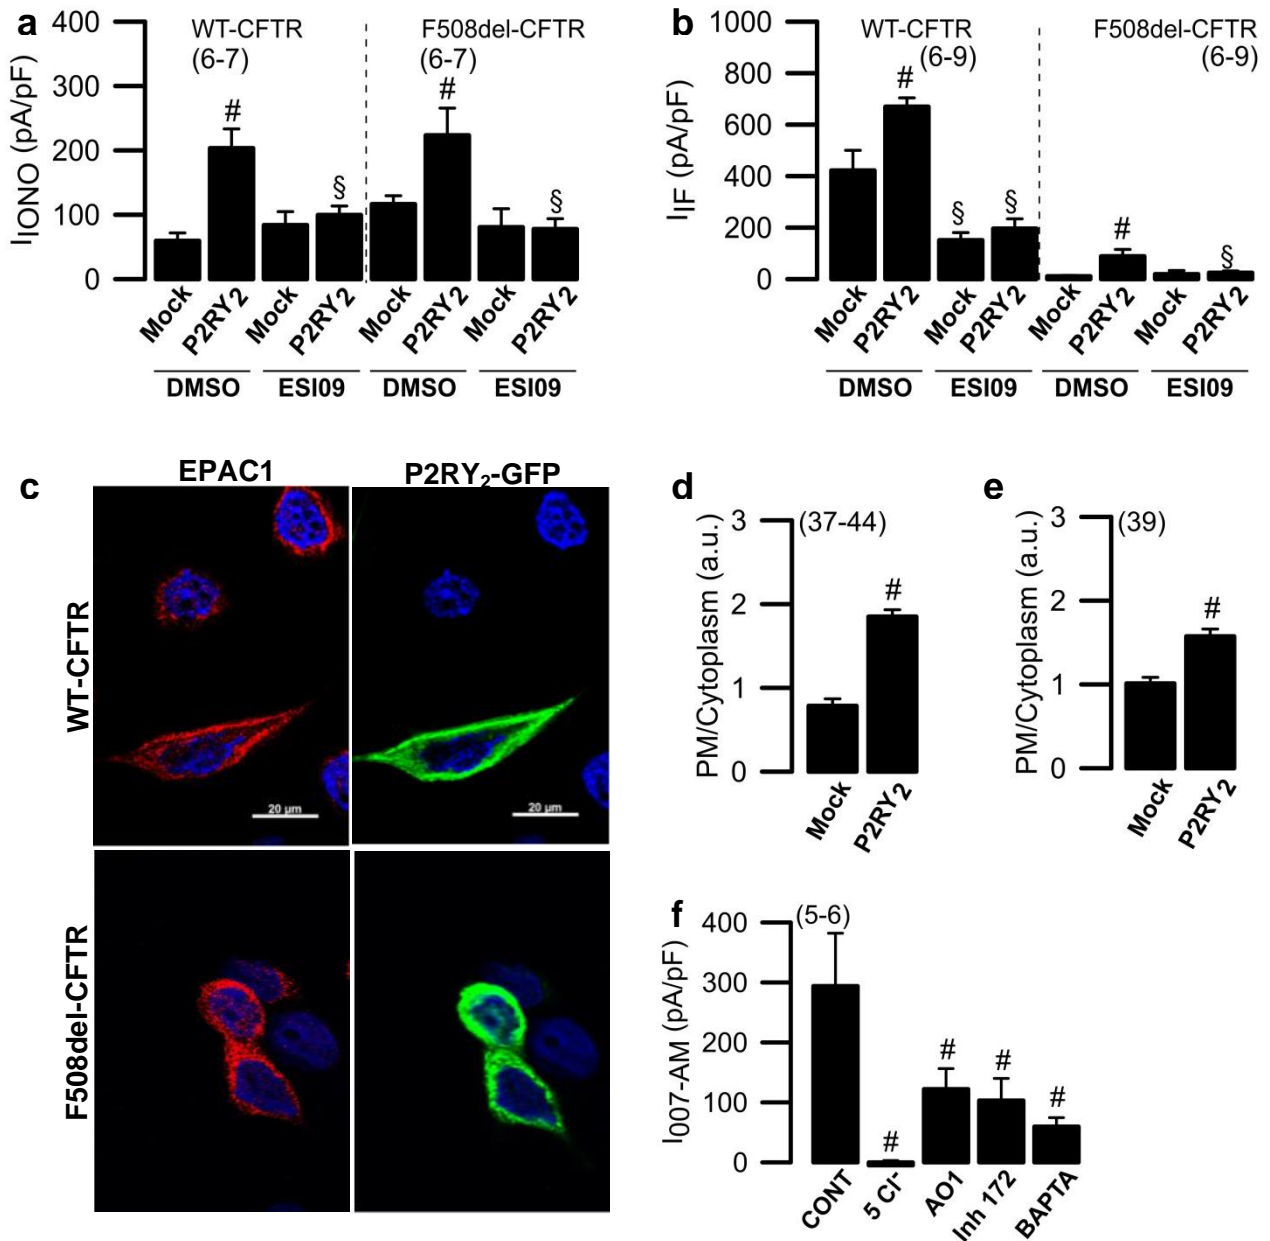 a
400
300
200
100
0
I IONO (pA/pF)
WT-CFTR
(6-7)
F508del-CFTR
(6-7)
#
§
#
§
Mock
P2RY2
Mock
P2RY2
Mock
P2RY2
Mock
P2RY2
DMSO
ESI09
DMSO
ESI09
b
1000
800
600
400
200
0
I IF (pA/pF)
WT-CFTR
(6-9)
F508del-CFTR
(6-9)
#
§
§
#
§
Mock
P2RY2
Mock
P2RY2
Mock
P2RY2
Mock
P2RY2
DMSO
ESI09
DMSO
ESI09
c
EPAC1
P2RY2-GFP
WT-CFTR
20 µm
20 µm
F508del-CFTR
d
3
2
1
0
PM/Cytoplasm (a.u.)
(37-44)
#
Mock
P2RY2
e
3
2
1
0
PM/Cytoplasm (a.u.)
(39)
#
Mock
P2RY2
f
400
300
200
100
0
I 007-AM (pA/pF)
(5-6)
#
#
#
#
CONT
5 Cl-
AO1
Inh 172
BAPTA